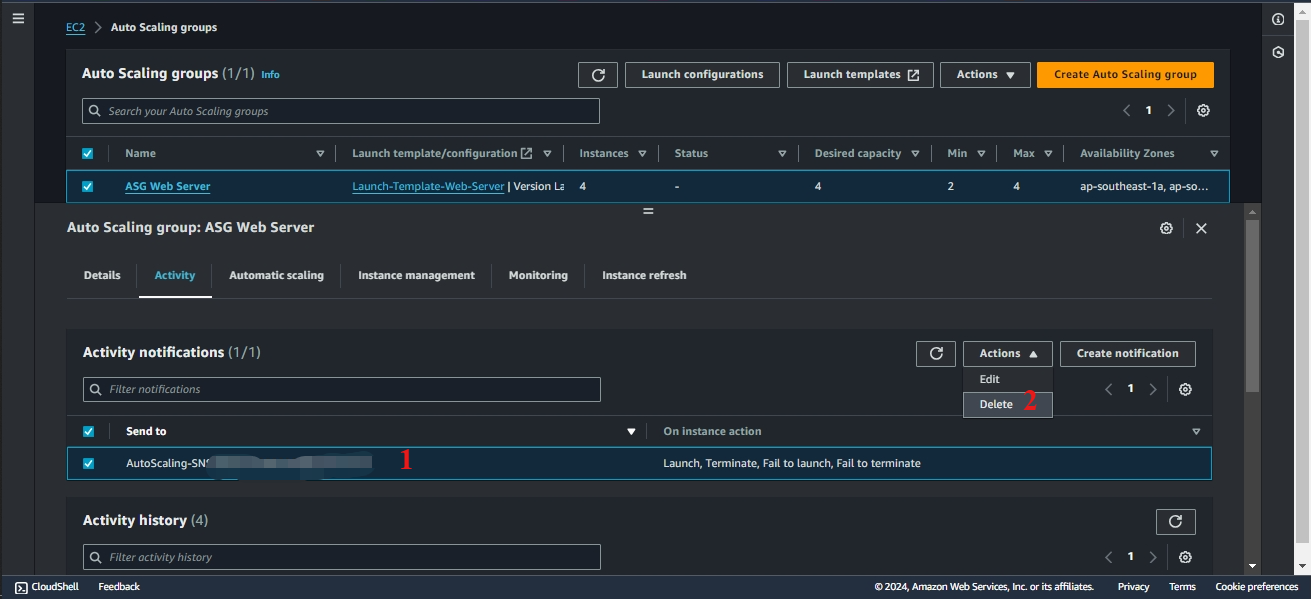 EC2 > Auto Scaling groups
Auto Scaling groups (1/1) Info
Launch configurations
Launch templates
Actions
Create Auto Scaling group
Search your Auto Scaling groups
1
Name Launch template/configuration Instances Status Desired capacity Min Max Availability Zones
ASG Web Server Launch-Template-Web-Server | Version La 4 - 4 2 4 ap-southeast-1a, ap-so...
Auto Scaling group: ASG Web Server
Details Activity Automatic scaling Instance management Monitoring Instance refresh
Activity notifications (1/1)
Actions
Create notification
Edit
Delete 2
Filter notifications
1
Send to On instance action
AutoScaling-SNS 1 Launch, Terminate, Fail to launch, Fail to terminate
Activity history (4)
Filter activity history
1
CloudShell Feedback © 2024, Amazon Web Services, Inc. or its affiliates. Privacy Terms Cookie preferences